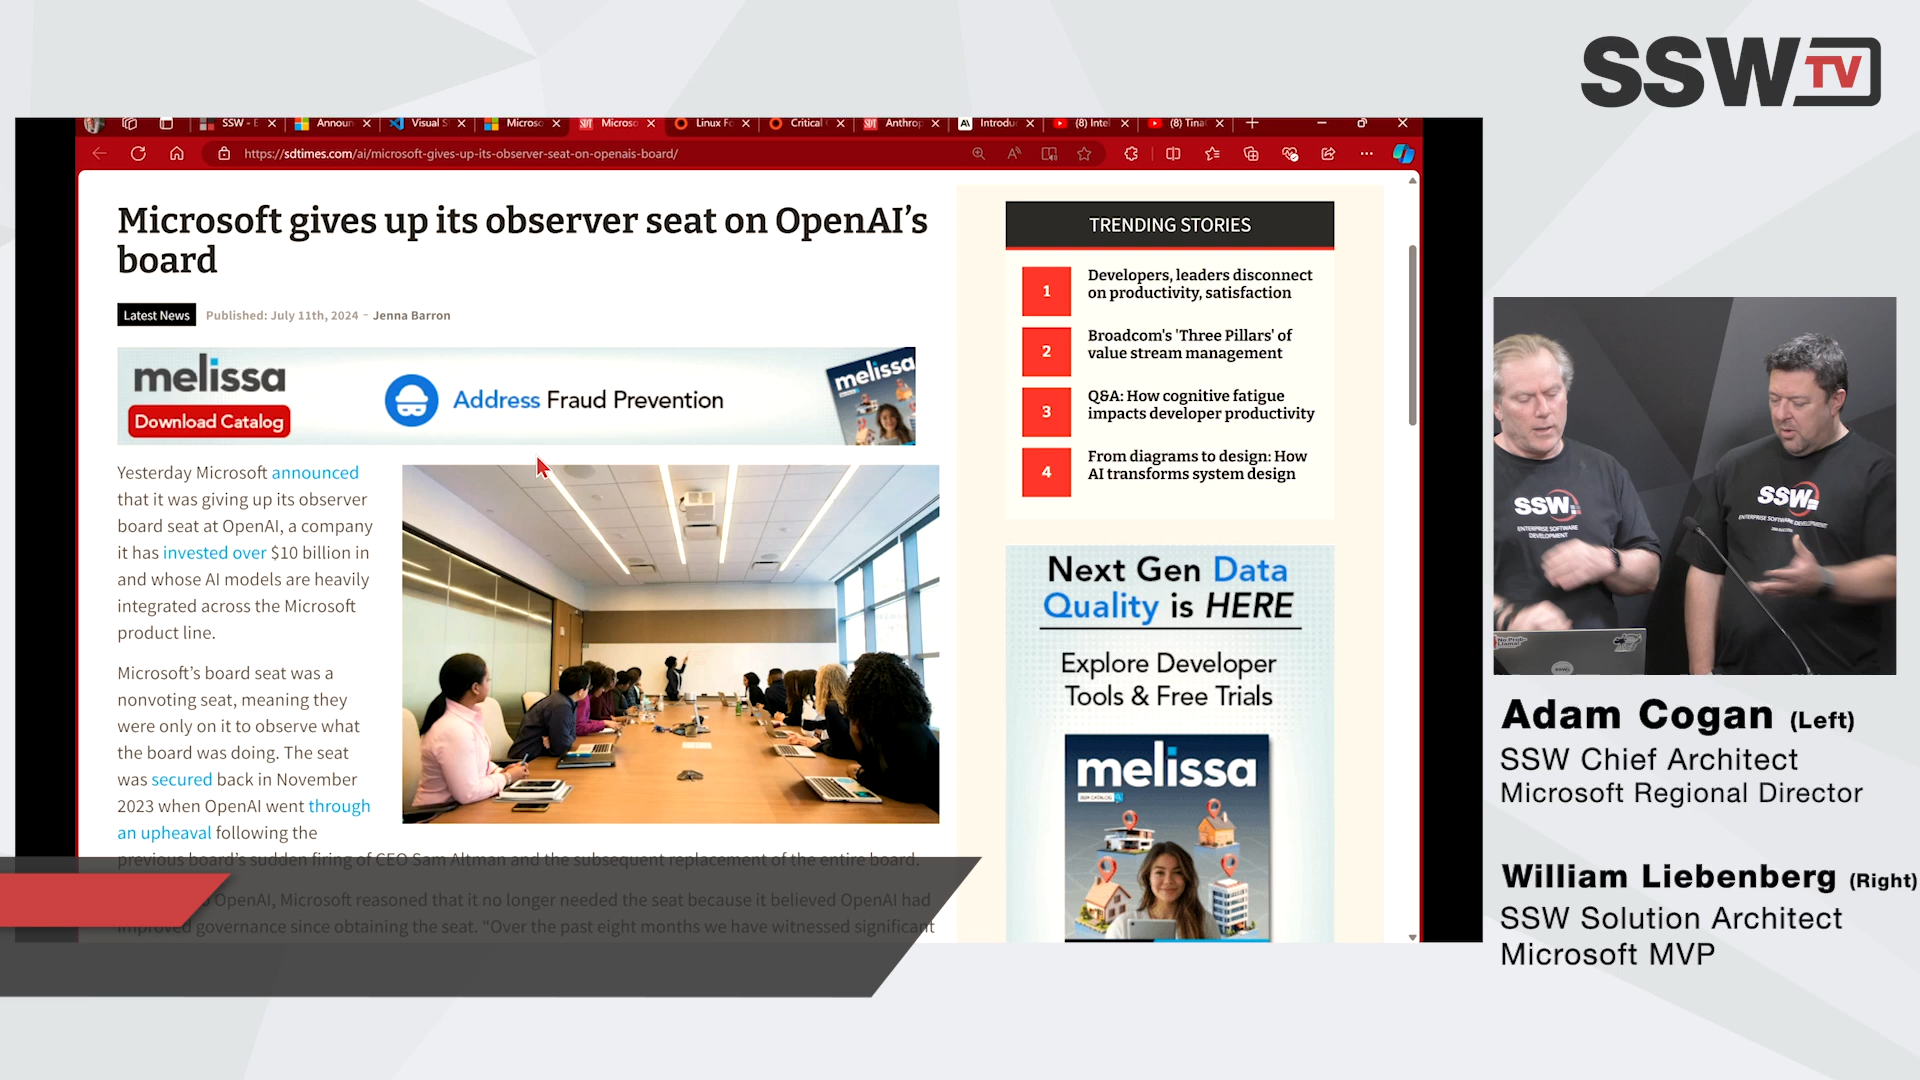 SSW TV
SSW - E
Announ
Visual S
Microso
Microso
Linux Fo
Critical
Anthrop
Introduc
(8) Intel
(8) Tina
https://sdtimes.com/ai/microsoft-gives-up-its-observer-seat-on-openais-board/
Microsoft gives up its observer seat on OpenAI's
board
Latest News Published: July 11th, 2024 - Jenna Barron
melissa
Download Catalog
Address Fraud Prevention
melissa
Yesterday Microsoft announced
that it was giving up its observer
board seat at OpenAI, a company
it has invested over $10 billion in
and whose AI models are heavily
integrated across the Microsoft
product line.
Microsoft's board seat was a
nonvoting seat, meaning they
were only on it to observe what
the board was doing. The seat
was secured back in November
2023 when OpenAI went through
an upheaval following the
previous board's sudden firing of CEO Sam Altman and the subsequent replacement of the entire board.
OpenAI, Microsoft reasoned that it no longer needed the seat because it believed OpenAI had
improved governance since obtaining the seat. "Over the past eight months we have witnessed significant
TRENDING STORIES
1 Developers, leaders disconnect
on productivity, satisfaction
2 Broadcom's 'Three Pillars' of
value stream management
3 Q&A: How cognitive fatigue
impacts developer productivity
4 From diagrams to design: How
AI transforms system design
Next Gen Data
Quality is HERE
Explore Developer
Tools & Free Trials
melissa
SSW
ENTERPRISE SOFTWARE
DEVELOPMENT
SSW
ENTERPRISE SOFTWARE DEVELOPMENT
SSW
Adam Cogan (Left)
SSW Chief Architect
Microsoft Regional Director
William Liebenberg (Right)
SSW Solution Architect
Microsoft MVP